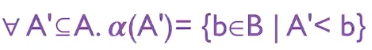 ∀ A'⊆A. α(A')= {b∈B | A'< b}